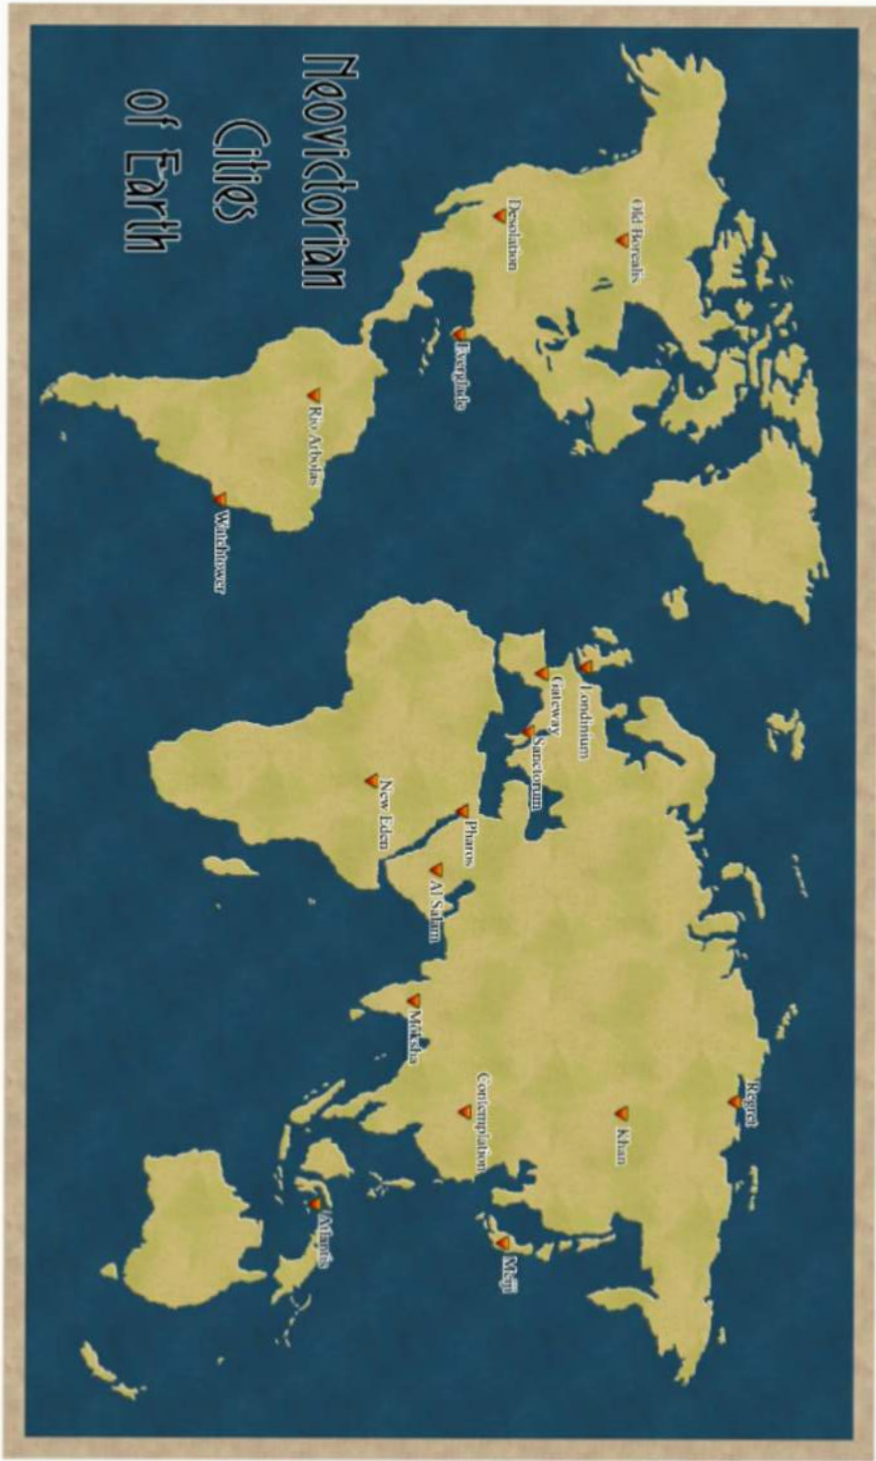 Neovictorian
Cities
of Earth
Old Borealis
Desolation
Everglade
Rio Arbolas
Watchtower
Londinium
Gateway
Sanctorum
New Eden
Pharos
Al Salam
Moksha
Contemplation
Regret
Khan
Meiji
Atlantis